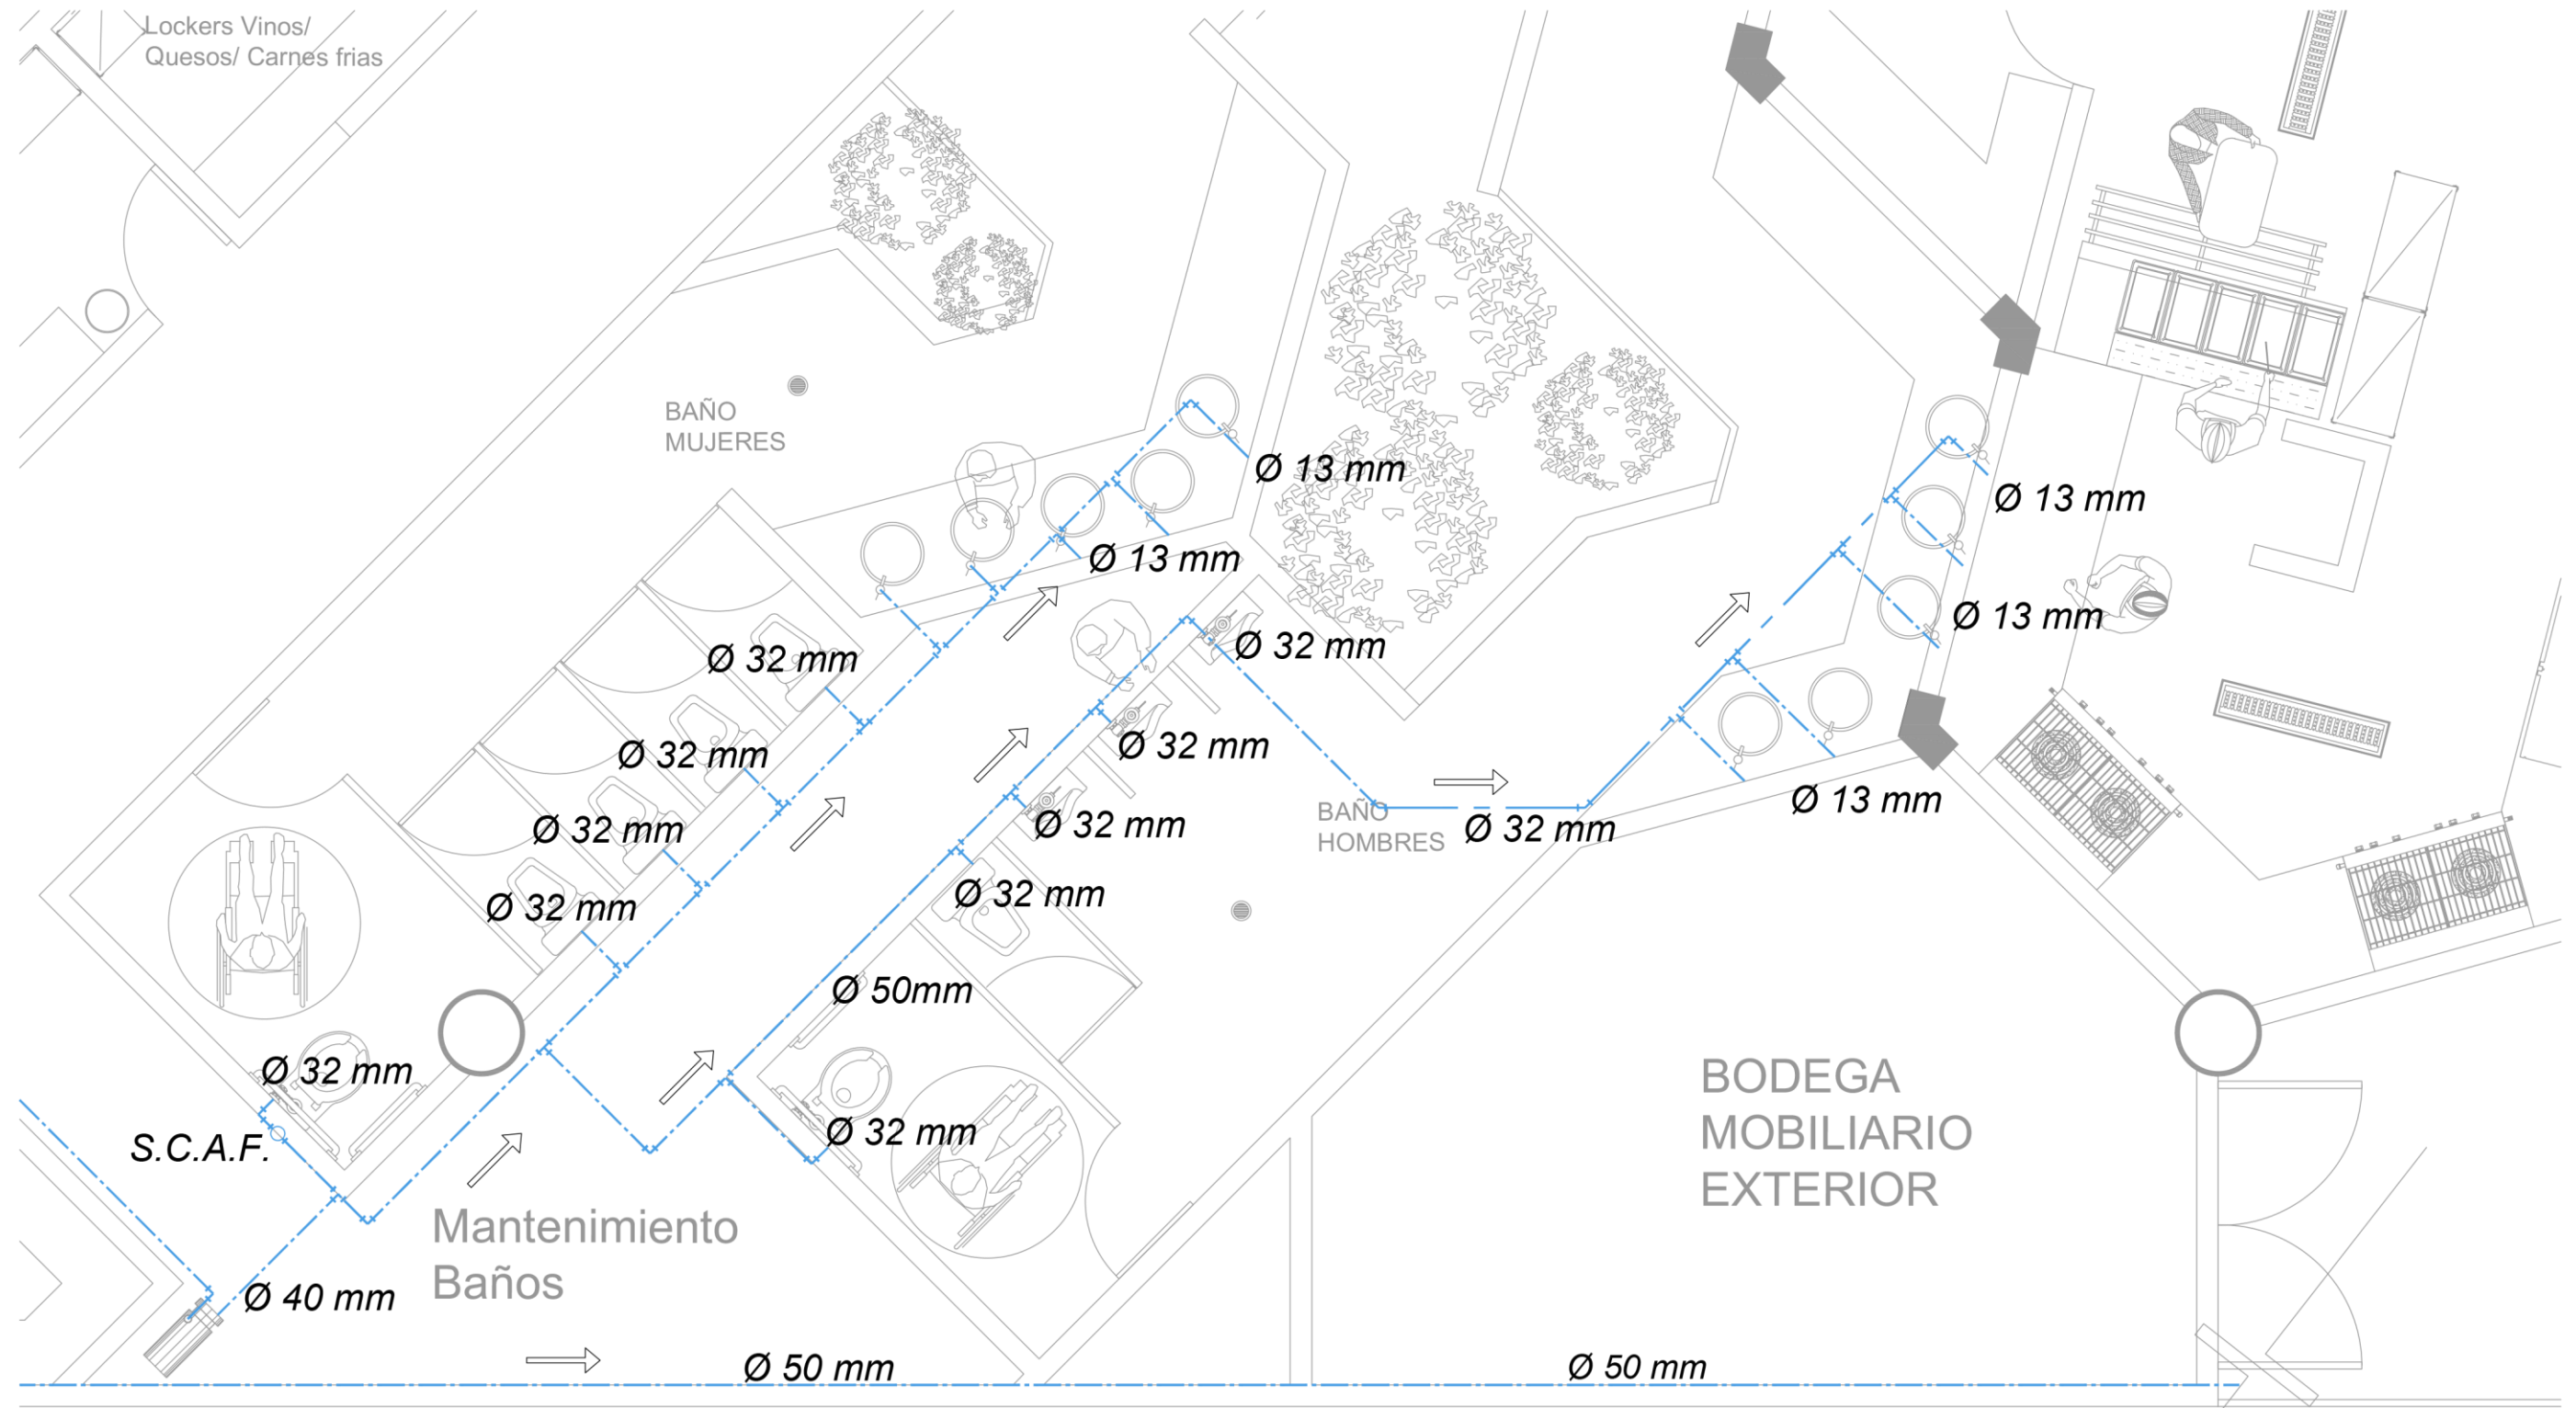 Lockers Vinos/
Quesos/ Carnes frias
BAÑO
MUJERES
Ø 13 mm
Ø 13 mm
Ø 13 mm
Ø 13 mm
Ø 32 mm
Ø 32 mm
Ø 32 mm
Ø 32 mm
Ø 32 mm
Ø 13 mm
BAÑO
HOMBRES
Ø 32 mm
Ø 32 mm
Ø 32 mm
Ø 32 mm
Ø 32 mm
Ø 50mm
Ø 32 mm
Ø 32 mm
S.C.A.F.
BODEGA
MOBILIARIO
EXTERIOR
Mantenimiento
Baños
Ø 40 mm
Ø 50 mm
Ø 50 mm